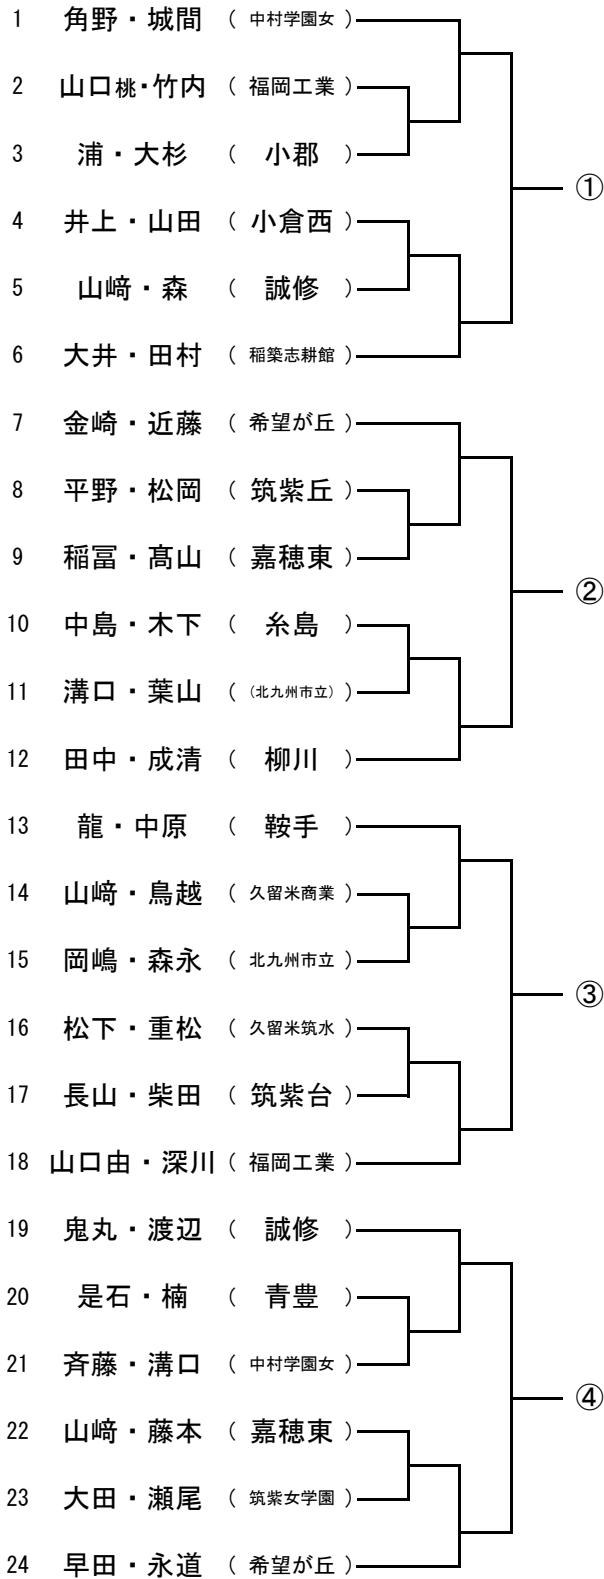 1 角野・城間 ( 中村学園女 )
2 山口桃・竹内 ( 福岡工業 )
3 浦・大杉 ( 小郡 )
①
4 井上・山田 ( 小倉西 )
5 山﨑・森 ( 誠修 )
6 大井・田村 ( 稲築志耕館 )
7 金崎・近藤 ( 希望が丘 )
8 平野・松岡 ( 筑紫丘 )
9 稲冨・髙山 ( 嘉穂東 )
②
10 中島・木下 ( 糸島 )
11 溝口・葉山 ( (北九州市立) )
12 田中・成清 ( 柳川 )
13 龍・中原 ( 鞍手 )
14 山﨑・鳥越 ( 久留米商業 )
15 岡嶋・森永 ( 北九州市立 )
③
16 松下・重松 ( 久留米筑水 )
17 長山・柴田 ( 筑紫台 )
18 山口由・深川 ( 福岡工業 )
19 鬼丸・渡辺 ( 誠修 )
20 是石・楠 ( 青豊 )
21 斉藤・溝口 ( 中村学園女 )
④
22 山﨑・藤本 ( 嘉穂東 )
23 大田・瀬尾 ( 筑紫女学園 )
24 早田・永道 ( 希望が丘 )